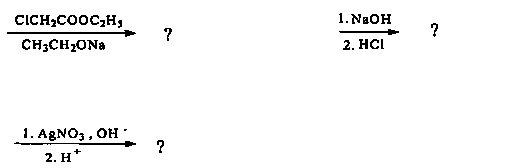 ClCH₂COOC₂H₅
CH₃CH₂ONa
?
1.NaOH
2. HCl
?
1. AgNO₃ , OH⁻
2. H⁺
?